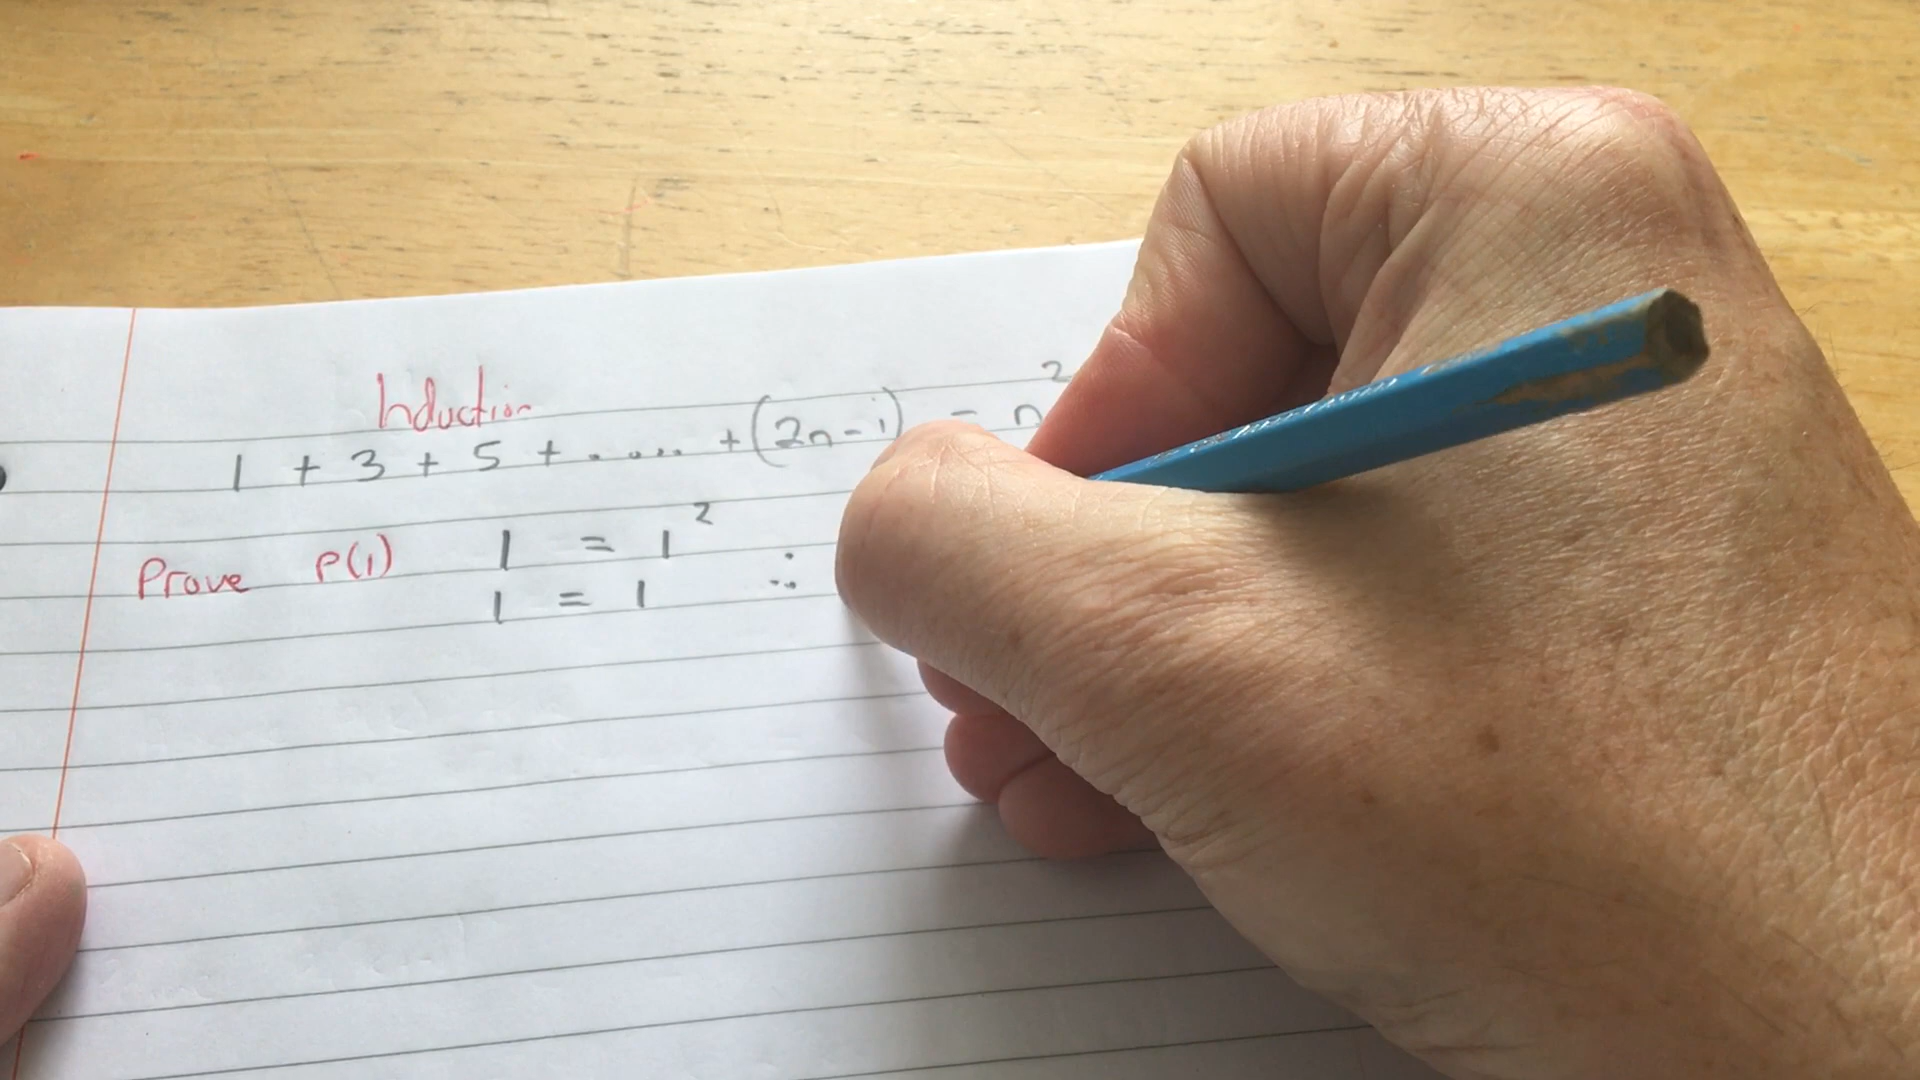 Induction
1 + 3 + 5 + ..... + (2n-1) = n²
Prove P(1) 1 = 1²
1 = 1 ∴